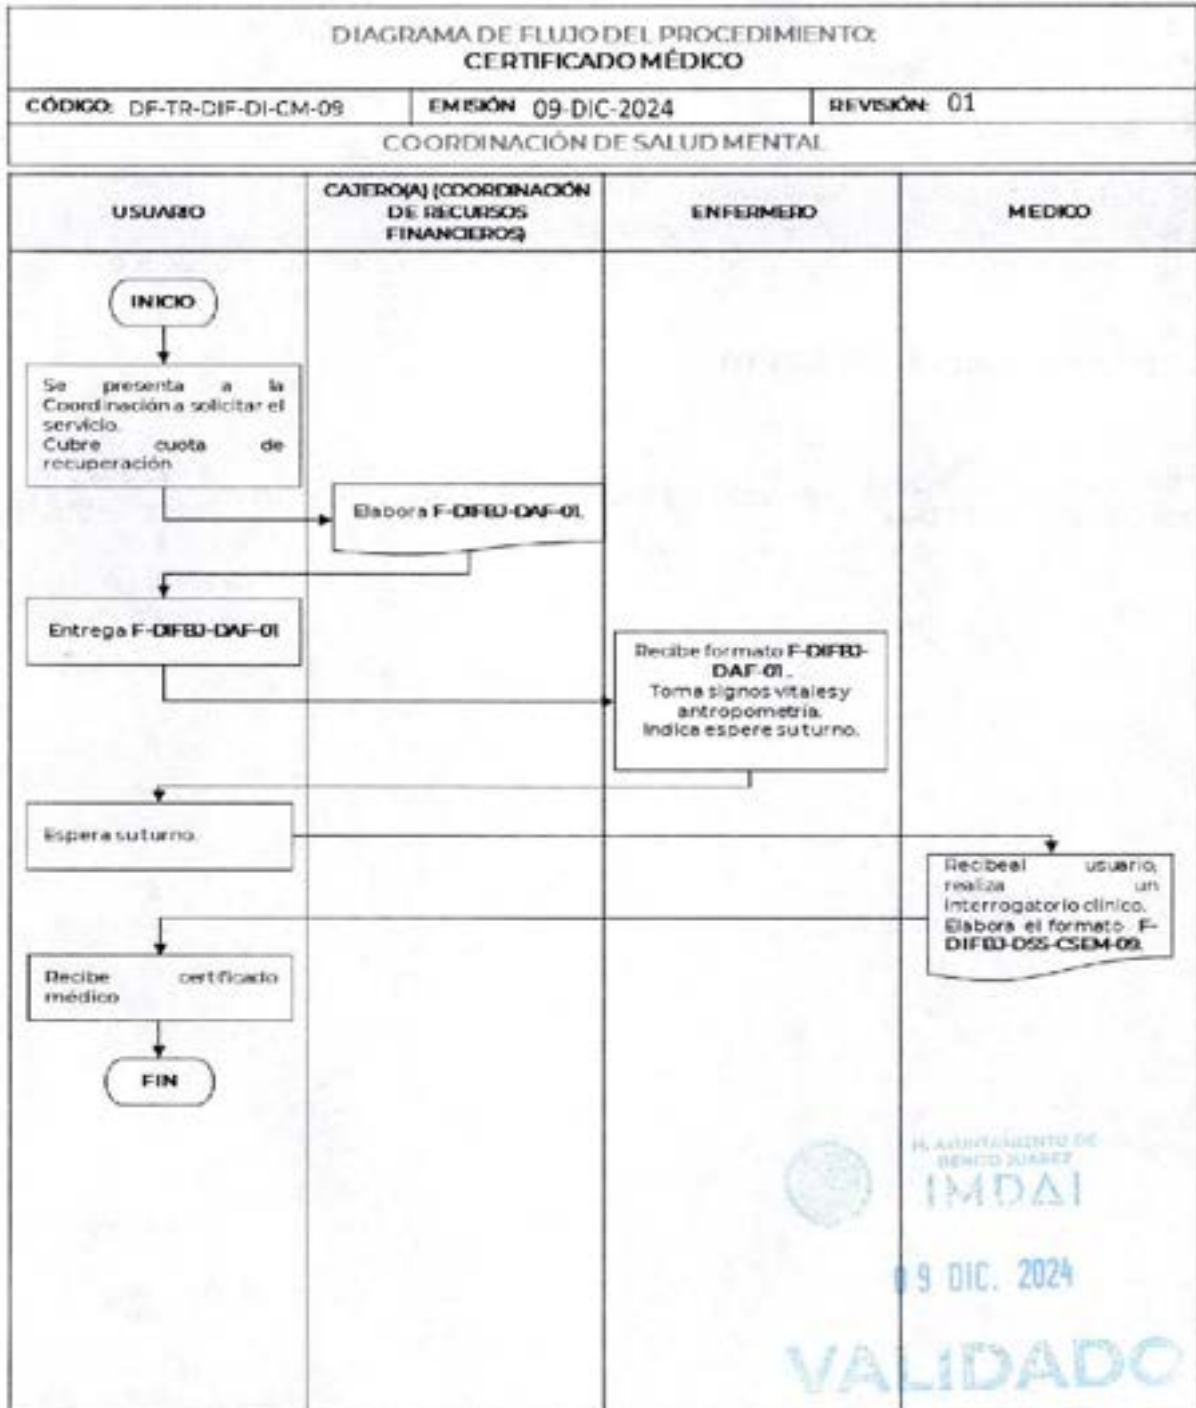 DIAGRAMA DE FLUJO DEL PROCEDIMIENTO:
CERTIFICADO MÉDICO
CÓDIGO: DF-TR-DIF-DI-CM-09
EMISIÓN 09-DIC-2024
REVISIÓN: 01
COORDINACIÓN DE SALUD MENTAL
USUARIO
CAJERO(A) (COORDINACIÓN
DE RECURSOS
FINANCIEROS)
ENFERMERO
MEDICO
INICIO
Se presenta a la
Coordinación a solicitar el
servicio.
Cubre cuota de
recuperación
Elabora F-DIFBJ-DAF-01.
Entrega F-DIFBJ-DAF-01
Recibe formato F-DIFBJ-
DAF-01.
Toma signos vitales y
antropometría.
Indica espere su turno.
Espera su turno.
Recibe al usuario,
realiza un
interrogatorio clínico.
Elabora el formato F-
DIFBJ-DSS-CSEM-09.
Recibe certificado
médico
FIN
H. AYUNTAMIENTO DE
BENITO JUAREZ
IMDAI
09 DIC. 2024
VALIDADO